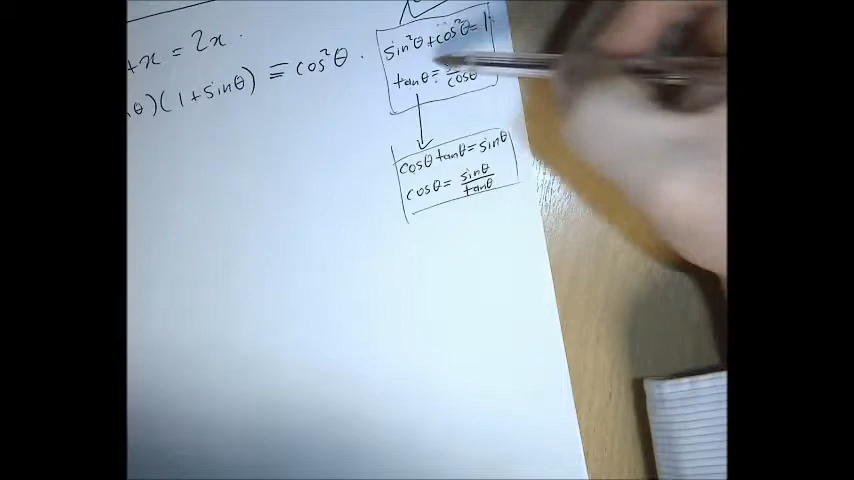 +x = 2x.
θ)(1+sinθ) ≡ cos²θ.
sin²θ+cos²θ=1
tanθ= cosθ
cosθ tanθ=sinθ
cosθ= sinθ/tanθ